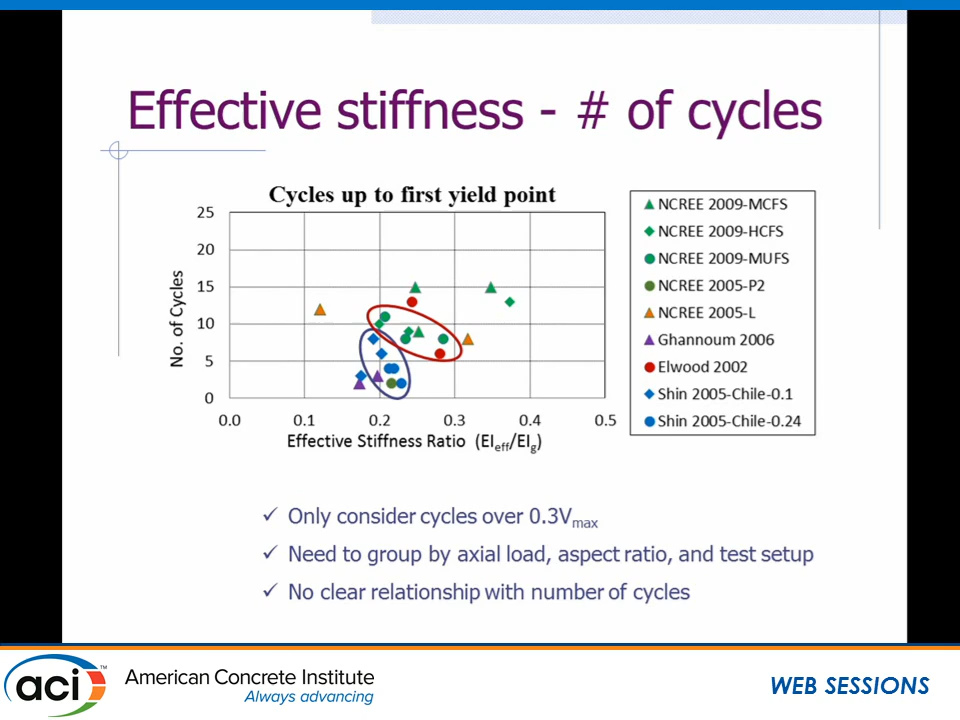 Effective stiffness - # of cycles
Cycles up to first yield point
25
20
15
10
5
0
No. of Cycles
0.0 0.1 0.2 0.3 0.4 0.5
Effective Stiffness Ratio (EIeff/EIg)
NCREE 2009-MCFS
NCREE 2009-HCFS
NCREE 2009-MUFS
NCREE 2005-P2
NCREE 2005-L
Ghannoum 2006
Elwood 2002
Shin 2005-Chile-0.1
Shin 2005-Chile-0.24
✓ Only consider cycles over 0.3Vmax
✓ Need to group by axial load, aspect ratio, and test setup
✓ No clear relationship with number of cycles
aci™
American Concrete Institute
Always advancing
WEB SESSIONS